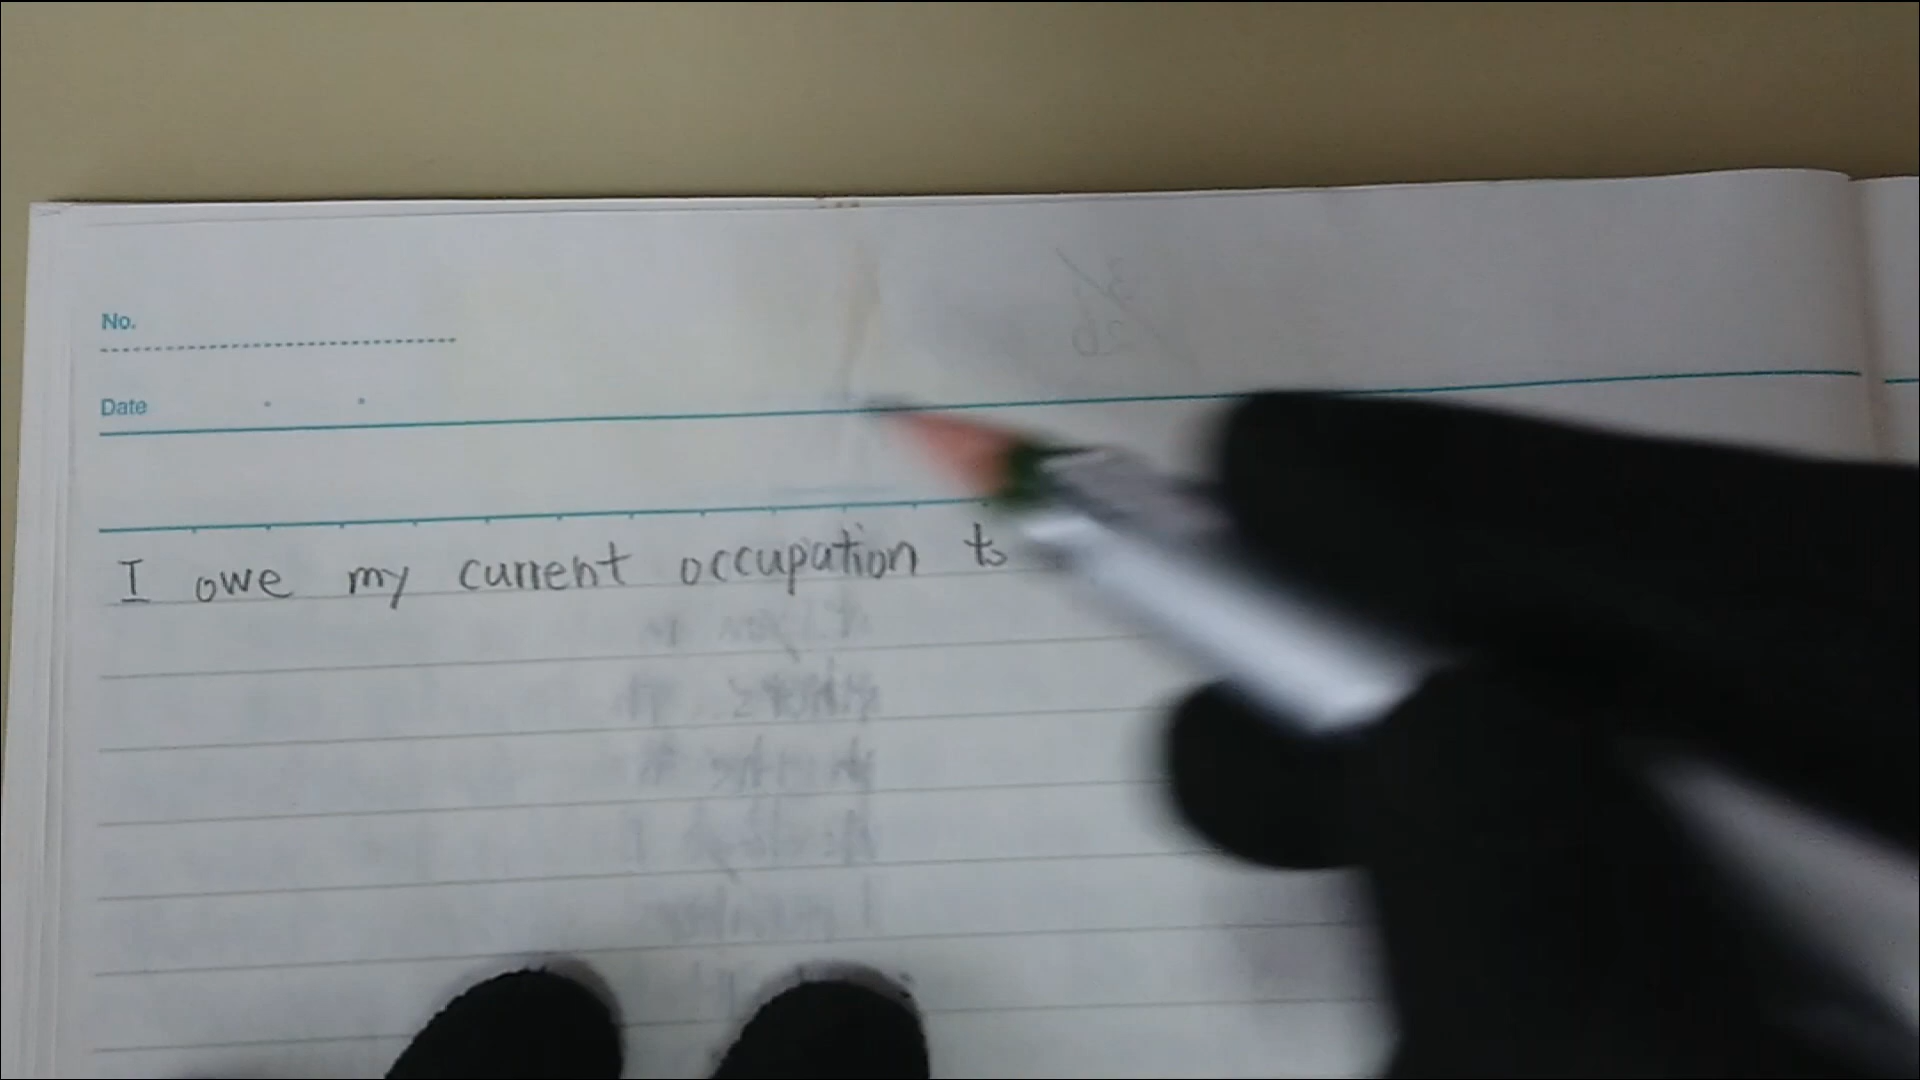 No.
Date
I owe my current occupation to